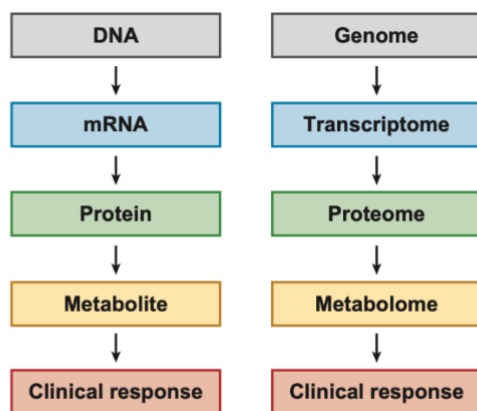 DNA
Genome
mRNA
Transcriptome
Protein
Proteome
Metabolite
Metabolome
Clinical response
Clinical response